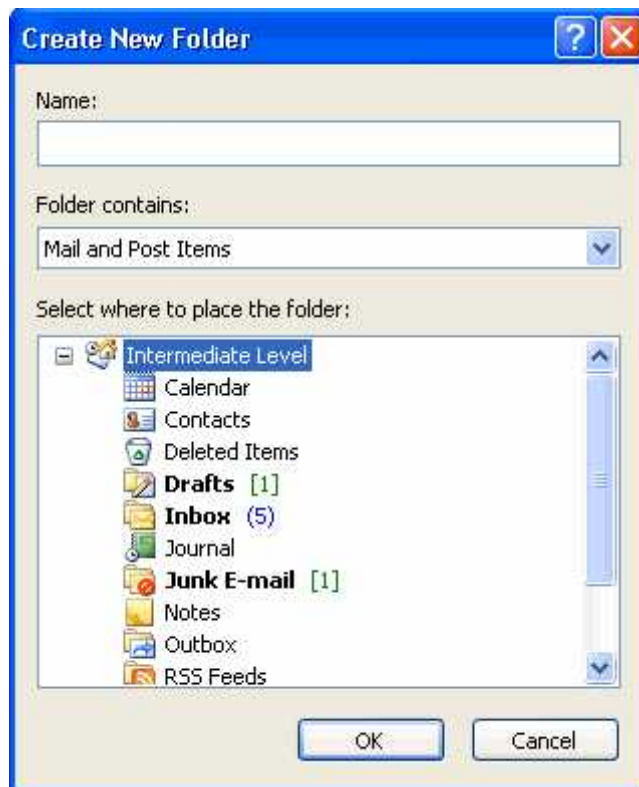 Create New Folder
Name:
Folder contains:
Mail and Post Items
Select where to place the folder:
Intermediate Level
Calendar
Contacts
Deleted Items
Drafts [1]
Inbox (5)
Journal
Junk E-mail [1]
Notes
Outbox
RSS Feeds
OK Cancel